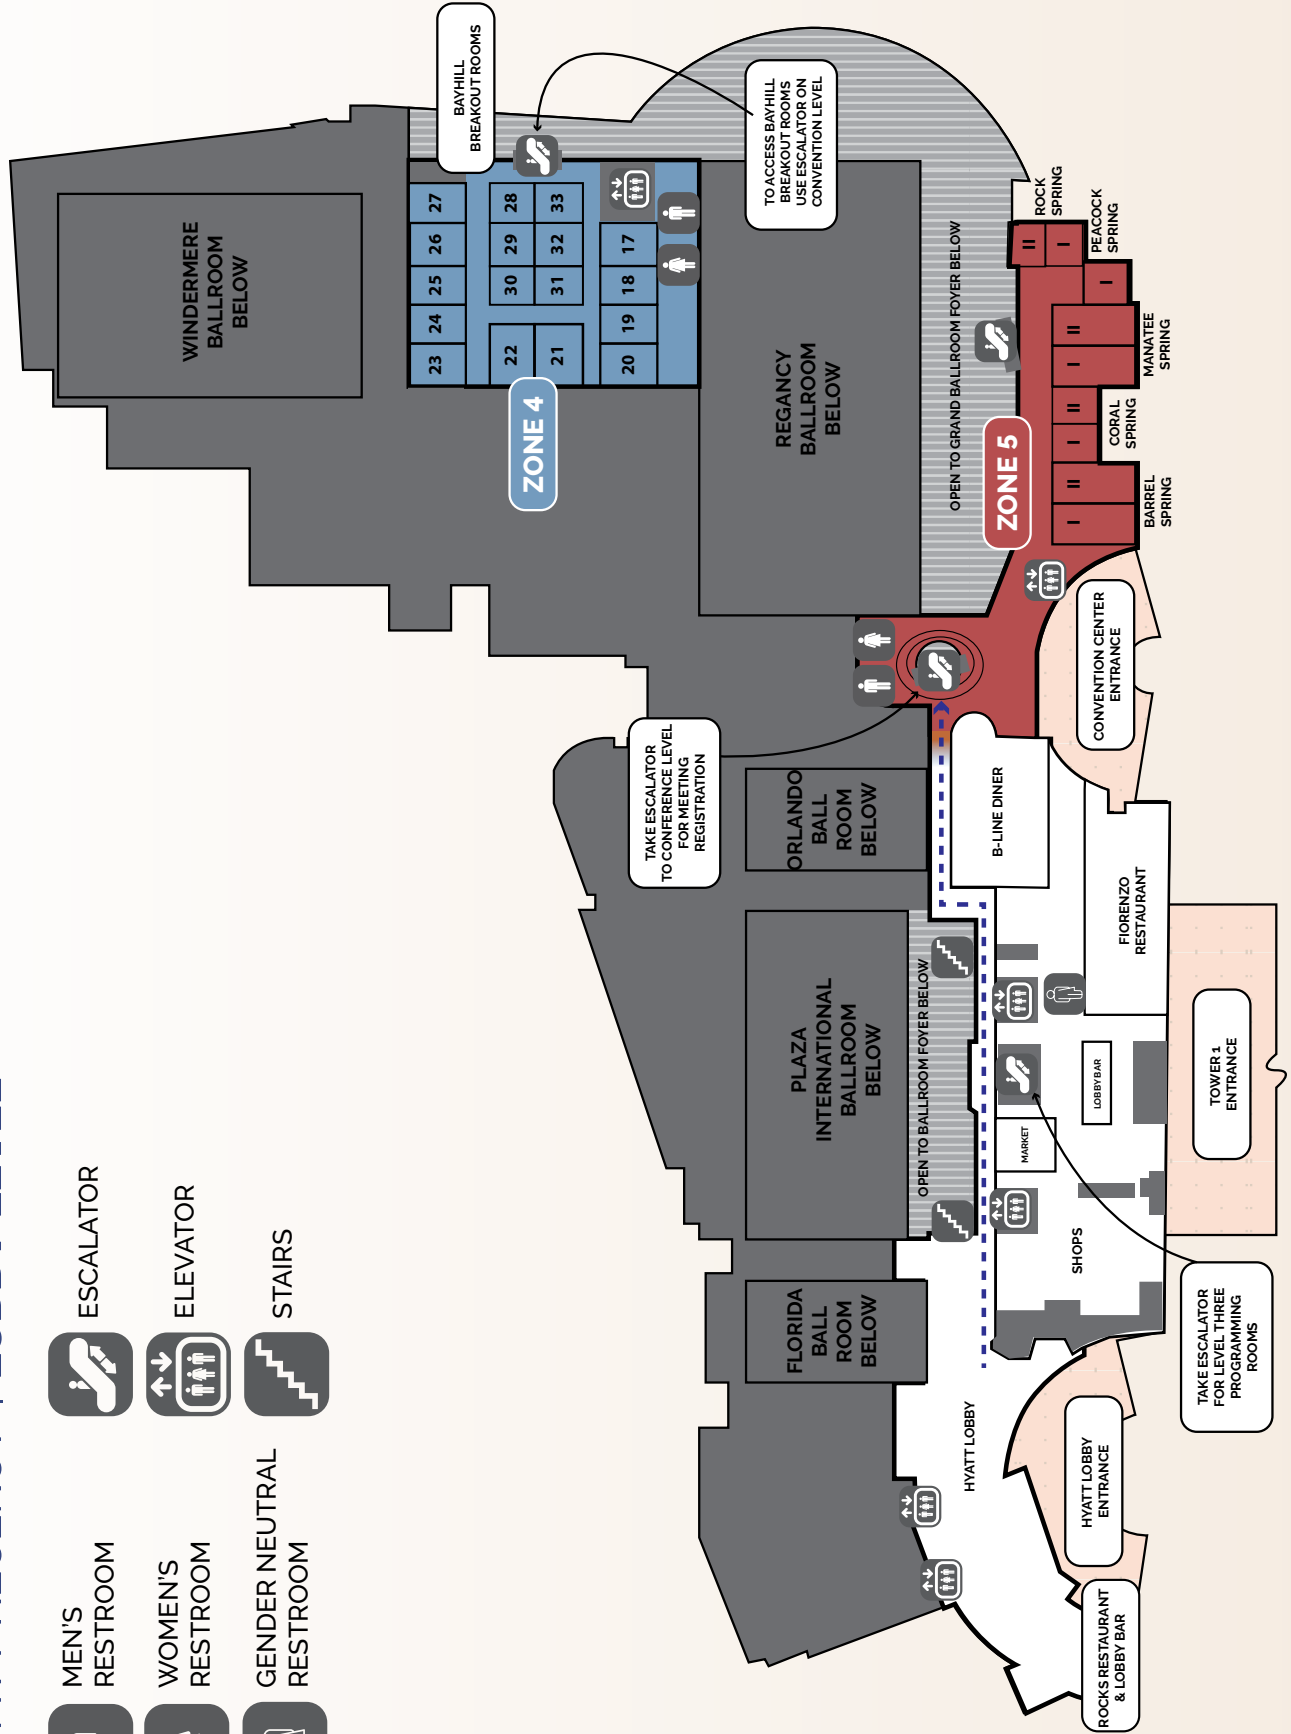 MEN'S
RESTROOM
WOMEN'S
RESTROOM
GENDER NEUTRAL
RESTROOM
ESCALATOR
ELEVATOR
STAIRS
ROCKS RESTAURANT
& LOBBY BAR
HYATT LOBBY
ENTRANCE
HYATT LOBBY
FLORIDA
BALL
ROOM
BELOW
TAKE ESCALATOR
FOR LEVEL THREE
PROGRAMMING
ROOMS
SHOPS
MARKET
LOBBY BAR
TOWER 1
ENTRANCE
PLAZA
INTERNATIONAL
BALLROOM
BELOW
OPEN TO BALLROOM FOYER BELOW
FIORENZO
RESTAURANT
B-LINE DINER
ORLANDO
BALL
ROOM
BELOW
TAKE ESCALATOR
TO CONFERENCE LEVEL
FOR MEETING
REGISTRATION
CONVENTION CENTER
ENTRANCE
ZONE 5
BARREL
SPRING
I
II
CORAL
SPRING
I
II
MANATEE
SPRING
I
II
PEACOCK
SPRING
I
ROCK
SPRING
I
II
OPEN TO GRAND BALLROOM FOYER BELOW
REGANCY
BALLROOM
BELOW
TO ACCESS BAYHILL
BREAKOUT ROOMS
USE ESCALATOR ON
CONVENTION LEVEL
BAYHILL
BREAKOUT ROOMS
ZONE 4
23
24
25
26
27
22
30
29
28
21
31
32
33
20
19
18
17
WINDERMERE
BALLROOM
BELOW